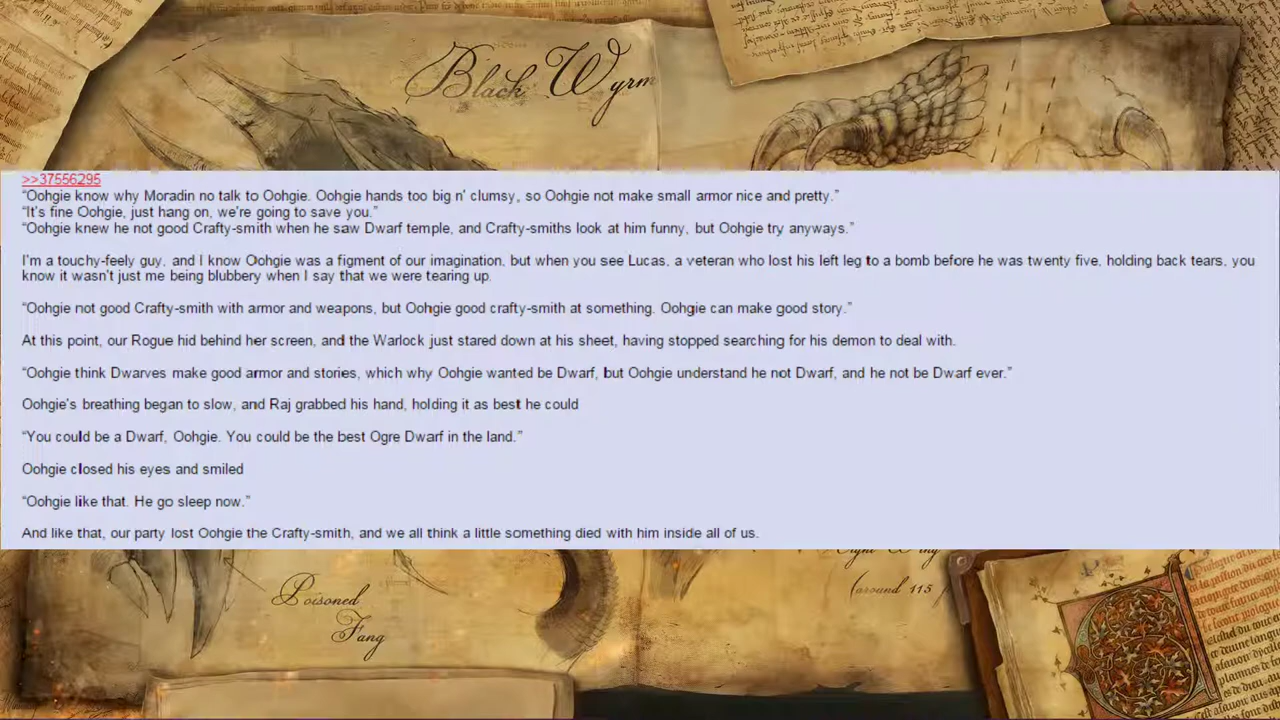 Black Wyrm
>>37556295
“Oohgie know why Moradin no talk to Oohgie. Oohgie hands too big n’ clumsy, so Oohgie not make small armor nice and pretty.”
“It’s fine Oohgie, just hang on, we’re going to save you.”
“Oohgie knew he not good Crafty-smith when he saw Dwarf temple, and Crafty-smiths look at him funny, but Oohgie try anyways.”
I’m a touchy-feely guy, and I know Oohgie was a figment of our imagination, but when you see Lucas, a veteran who lost his left leg to a bomb before he was twenty five, holding back tears, you
know it wasn’t just me being blubbery when I say that we were tearing up.
“Oohgie not good Crafty-smith with armor and weapons, but Oohgie good crafty-smith at something. Oohgie can make good story.”
At this point, our Rogue hid behind her screen, and the Warlock just stared down at his sheet, having stopped searching for his demon to deal with.
“Oohgie think Dwarves make good armor and stories, which why Oohgie wanted be Dwarf, but Oohgie understand he not Dwarf, and he not be Dwarf ever.”
Oohgie’s breathing began to slow, and Raj grabbed his hand, holding it as best he could
“You could be a Dwarf, Oohgie. You could be the best Ogre Dwarf in the land.”
Oohgie closed his eyes and smiled
“Oohgie like that. He go sleep now.”
And like that, our party lost Oohgie the Crafty-smith, and we all think a little something died with him inside all of us.
(around 115
Poisoned
Fang